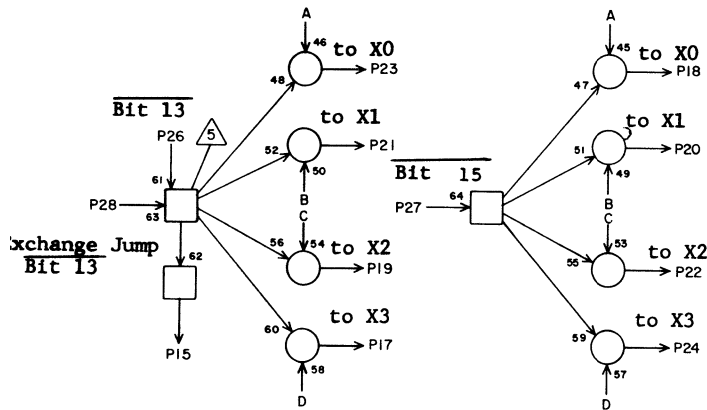 A
46
to X0
48
P23
Bit 13
P26
5
61
to X1
52
P21
50
P28
63
B
C
Exchange Jump
Bit 13
62
56
54
to X2
P19
P15
60
to X3
P17
58
D
A
45
to X0
47
P18
to X1
51
P20
49
Bit 15
64
P27
B
C
53
to X2
55
P22
to X3
59
P24
57
D